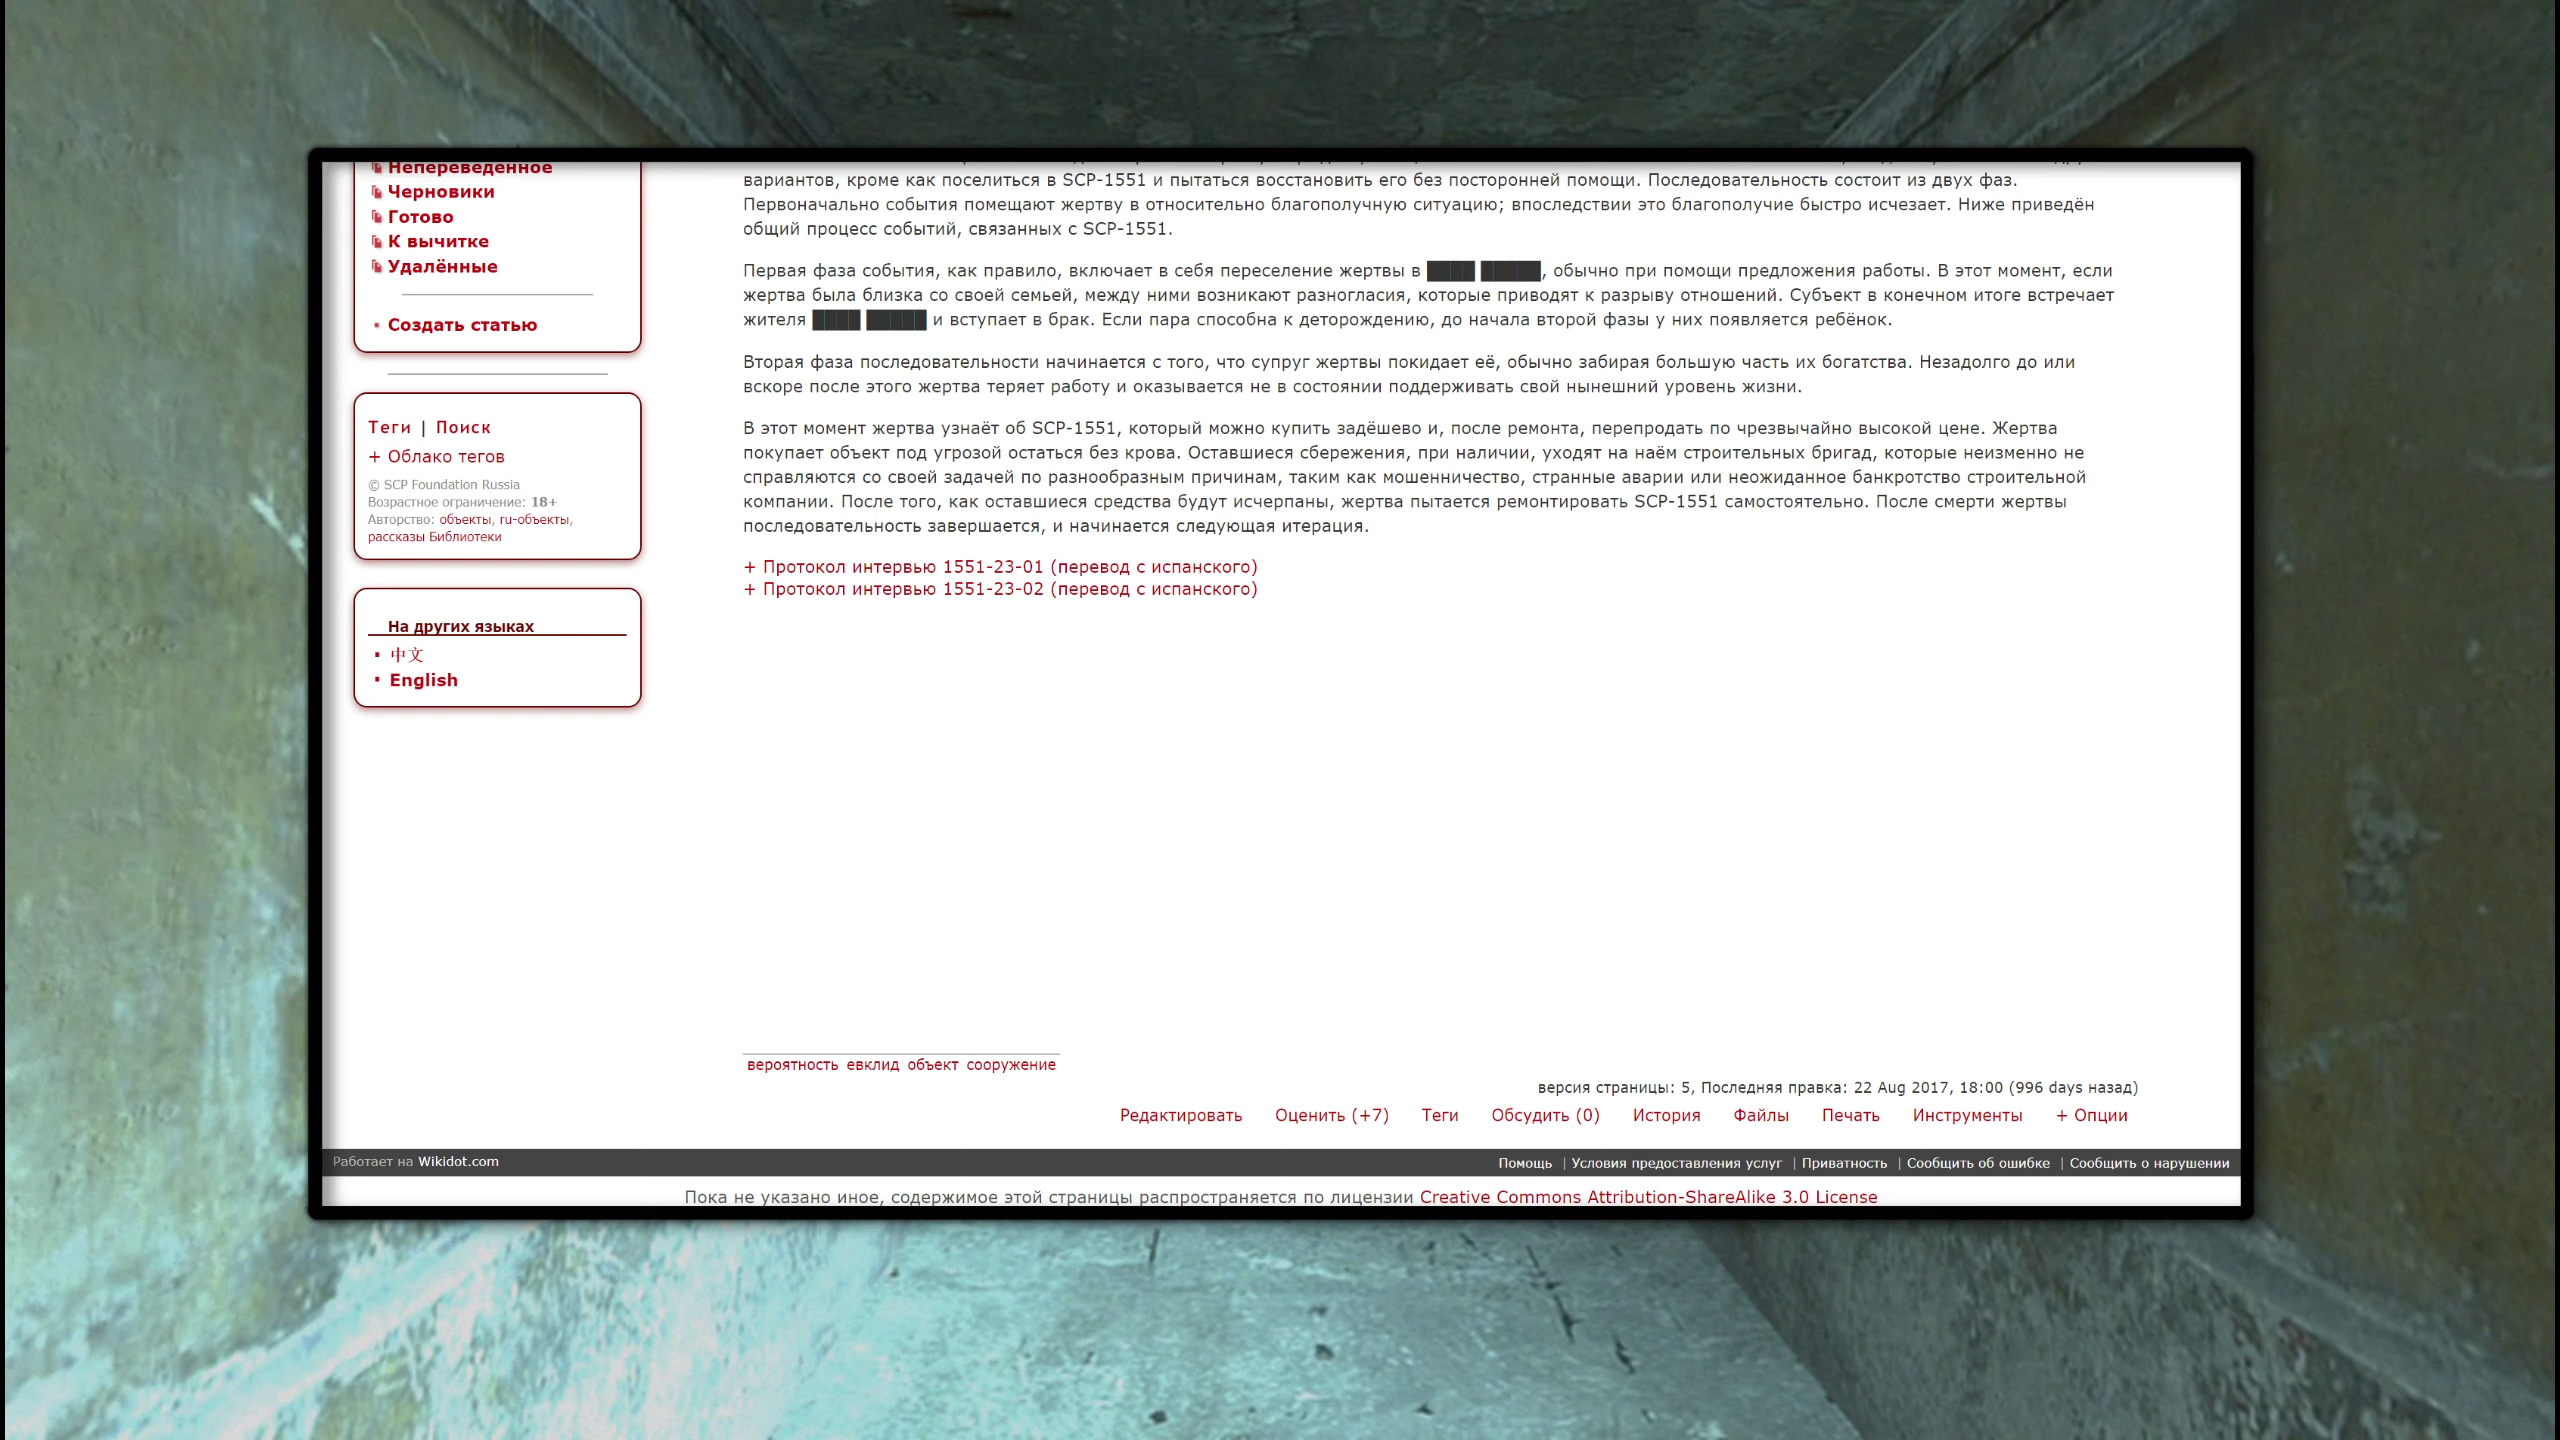 Непереведенное
Черновики
Готово
К вычитке
Удалённые
Создать статью
Теги | Поиск
+ Облако тегов
© SCP Foundation Russia
Возрастное ограничение: 18+
Авторство: объекты, ru-объекты,
рассказы Библиотеки
На других языках
中文
English
вариантов, кроме как поселиться в SCP-1551 и пытаться восстановить его без посторонней помощи. Последовательность состоит из двух фаз.
Первоначально события помещают жертву в относительно благополучную ситуацию; впоследствии это благополучие быстро исчезает. Ниже приведён
общий процесс событий, связанных с SCP-1551.
Первая фаза события, как правило, включает в себя переселение жертвы в ████ █████, обычно при помощи предложения работы. В этот момент, если
жертва была близка со своей семьей, между ними возникают разногласия, которые приводят к разрыву отношений. Субъект в конечном итоге встречает
жителя ████ █████ и вступает в брак. Если пара способна к деторождению, до начала второй фазы у них появляется ребёнок.
Вторая фаза последовательности начинается с того, что супруг жертвы покидает её, обычно забирая большую часть их богатства. Незадолго до или
вскоре после этого жертва теряет работу и оказывается не в состоянии поддерживать свой нынешний уровень жизни.
В этот момент жертва узнаёт об SCP-1551, который можно купить задёшево и, после ремонта, перепродать по чрезвычайно высокой цене. Жертва
покупает объект под угрозой остаться без крова. Оставшиеся сбережения, при наличии, уходят на наём строительных бригад, которые неизменно не
справляются со своей задачей по разнообразным причинам, таким как мошенничество, странные аварии или неожиданное банкротство строительной
компании. После того, как оставшиеся средства будут исчерпаны, жертва пытается ремонтировать SCP-1551 самостоятельно. После смерти жертвы
последовательность завершается, и начинается следующая итерация.
+ Протокол интервью 1551-23-01 (перевод с испанского)
+ Протокол интервью 1551-23-02 (перевод с испанского)
вероятность евклид объект сооружение
версия страницы: 5, Последняя правка: 22 Aug 2017, 18:00 (996 days назад)
Редактировать Оценить (+7) Теги Обсудить (0) История Файлы Печать Инструменты + Опции
Работает на Wikidot.com
Помощь | Условия предоставления услуг | Приватность | Сообщить об ошибке | Сообщить о нарушении
Пока не указано иное, содержимое этой страницы распространяется по лицензии Creative Commons Attribution-ShareAlike 3.0 License